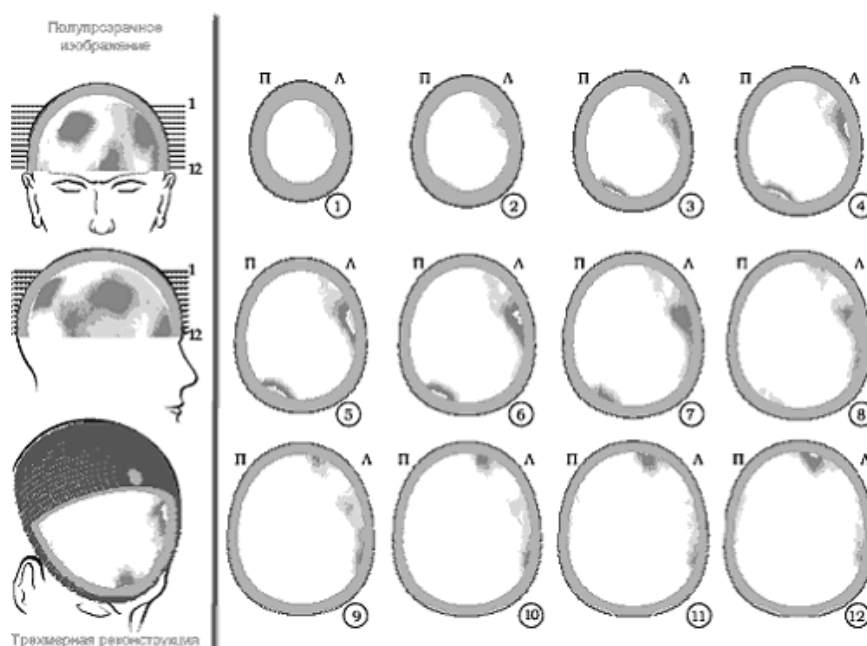 Полупрозрачное
изображение
1
12
1
12
Трехмерная реконструкция
П Л П Л П Л П Л
1 2 3 4
П Л П Л П Л П Л
5 6 7 8
П Л П Л П Л П Л
9 10 11 12